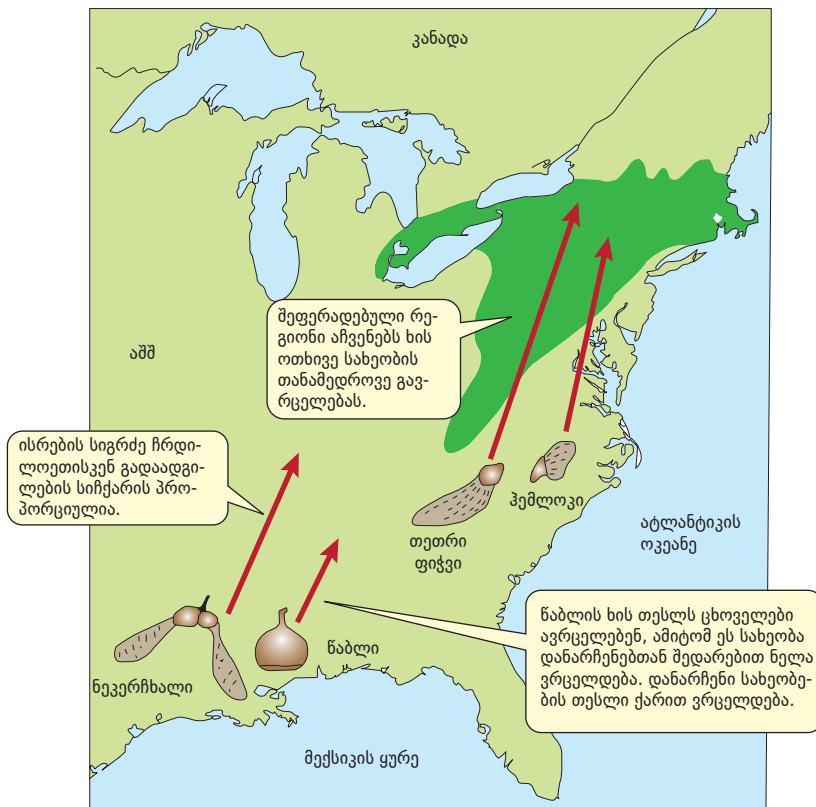 კანადა
შეფერადებული რე-
გიონი აჩვენებს ხის
ოთხივე სახეობის
თანამედროვე გავ-
რცელებას.
აშშ
ისრების სიგრძე ჩრდი-
ლოეთისკენ გადაადგი-
ლების სიჩქარის პრო-
პორციულია.
ჰემლოკი
თეთრი
ფიჭვი
ატლანტიკის
ოკეანე
წაბლის ხის თესლს ცხოველები
ავრცელებენ, ამიტომ ეს სახეობა
დანარჩენებთან შედარებით ნელა
ვრცელდება. დანარჩენი სახეობე-
ბის თესლი ქარით ვრცელდება.
წაბლი
ნეკერჩხალი
მექსიკის ყურე